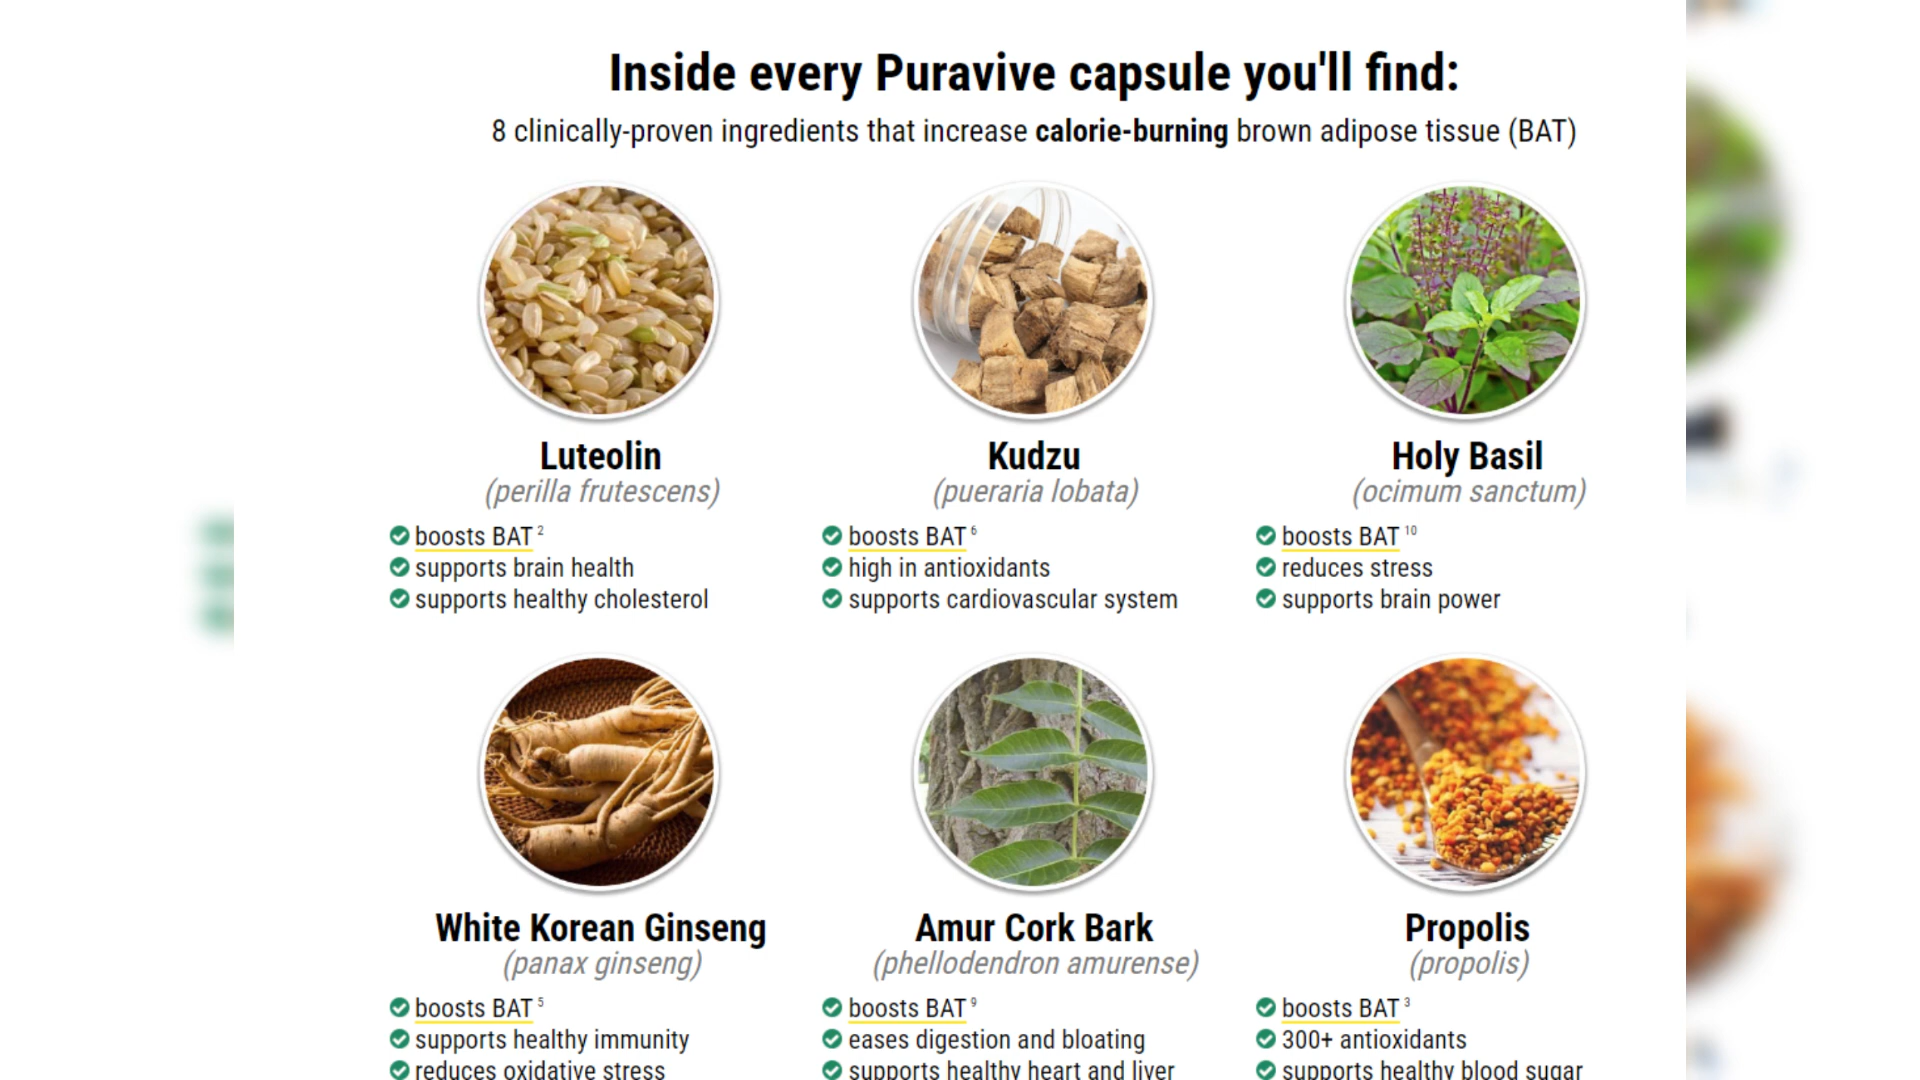 Inside every Puravive capsule you'll find:
8 clinically-proven ingredients that increase calorie-burning brown adipose tissue (BAT)
Luteolin
(perilla frutescens)
boosts BAT 2
supports brain health
supports healthy cholesterol
Kudzu
(pueraria lobata)
boosts BAT 6
high in antioxidants
supports cardiovascular system
Holy Basil
(ocimum sanctum)
boosts BAT 10
reduces stress
supports brain power
White Korean Ginseng
(panax ginseng)
boosts BAT 5
supports healthy immunity
reduces oxidative stress
Amur Cork Bark
(phellodendron amurense)
boosts BAT 9
eases digestion and bloating
supports healthy heart and liver
Propolis
(propolis)
boosts BAT 3
300+ antioxidants
supports healthy blood sugar